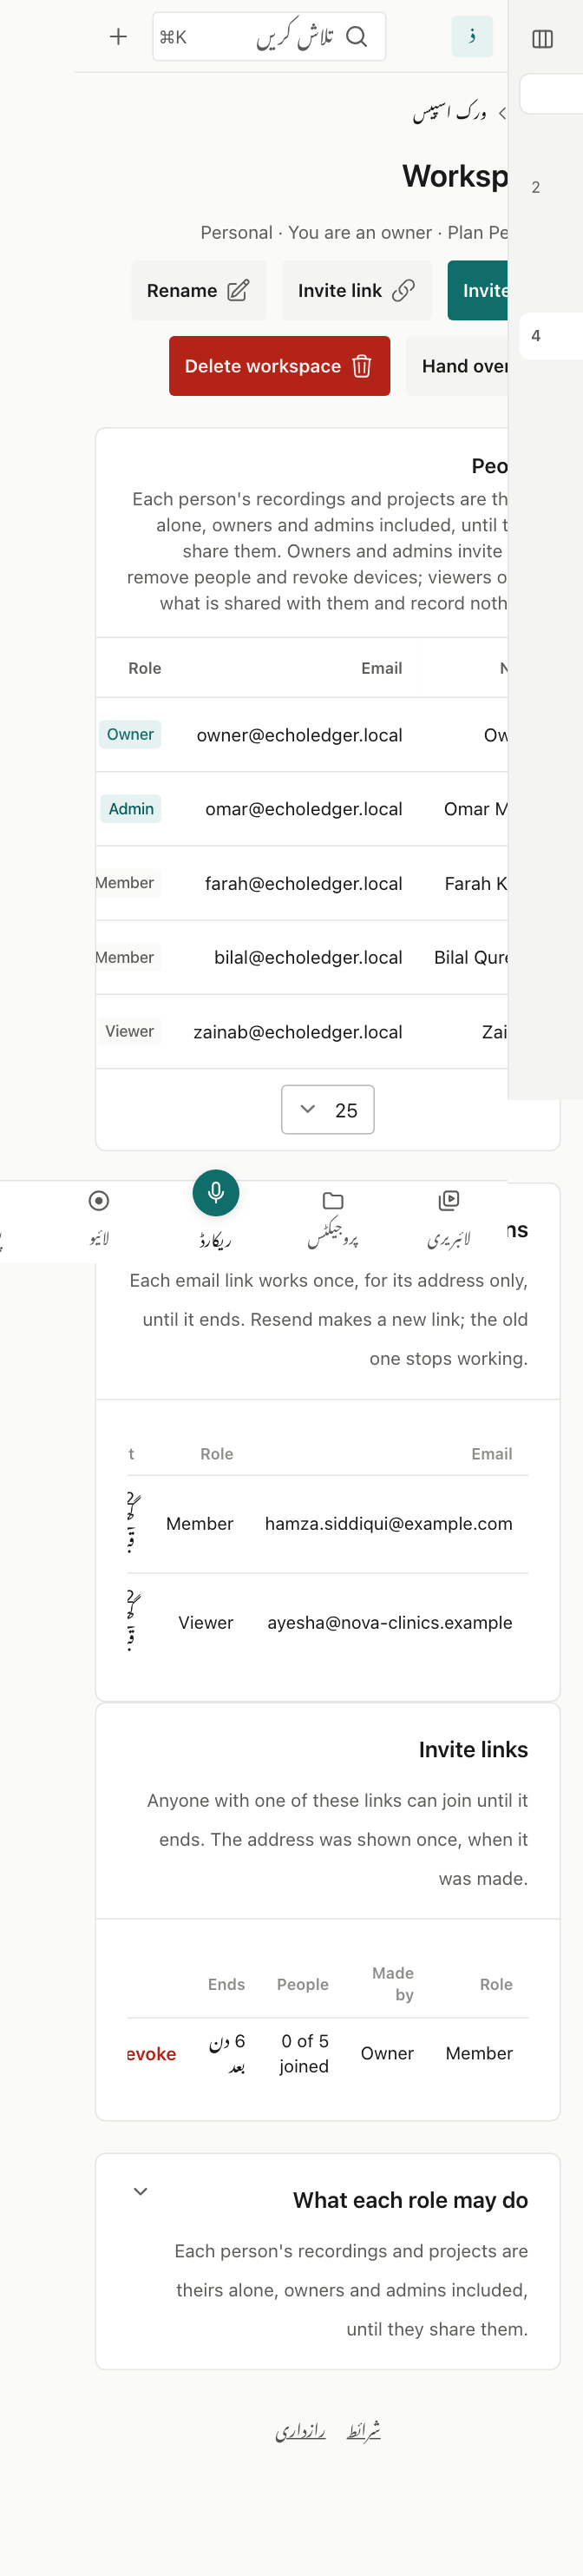 تلاش کریں ⌘K
ذ
ورک اسپیس
2
Worksp
Personal · You are an owner · Plan Pe
Invite
Invite link
Rename
4
Hand over
Delete workspace
Peo
Each person's recordings and projects are th
alone, owners and admins included, until t
share them. Owners and admins invite
remove people and revoke devices; viewers o
what is shared with them and record noth
N Email Role
Ow owner@echoledger.local Owner
Omar M omar@echoledger.local Admin
Farah K farah@echoledger.local Member
Bilal Qure bilal@echoledger.local Member
Zai zainab@echoledger.local Viewer
25
لائبریری
پروجیکٹس
ریکارڈ
لائیو
ns
Each email link works once, for its address only,
until it ends. Resend makes a new link; the old
one stops working.
Email Role t
hamza.siddiqui@example.com Member 2
ayesha@nova-clinics.example Viewer 2
Invite links
Anyone with one of these links can join until it
ends. The address was shown once, when it
was made.
Role Made by People Ends
Member Owner 0 of 5 joined 6 دن بعد evoke
What each role may do
Each person's recordings and projects are
theirs alone, owners and admins included,
until they share them.
شرائط رازداری